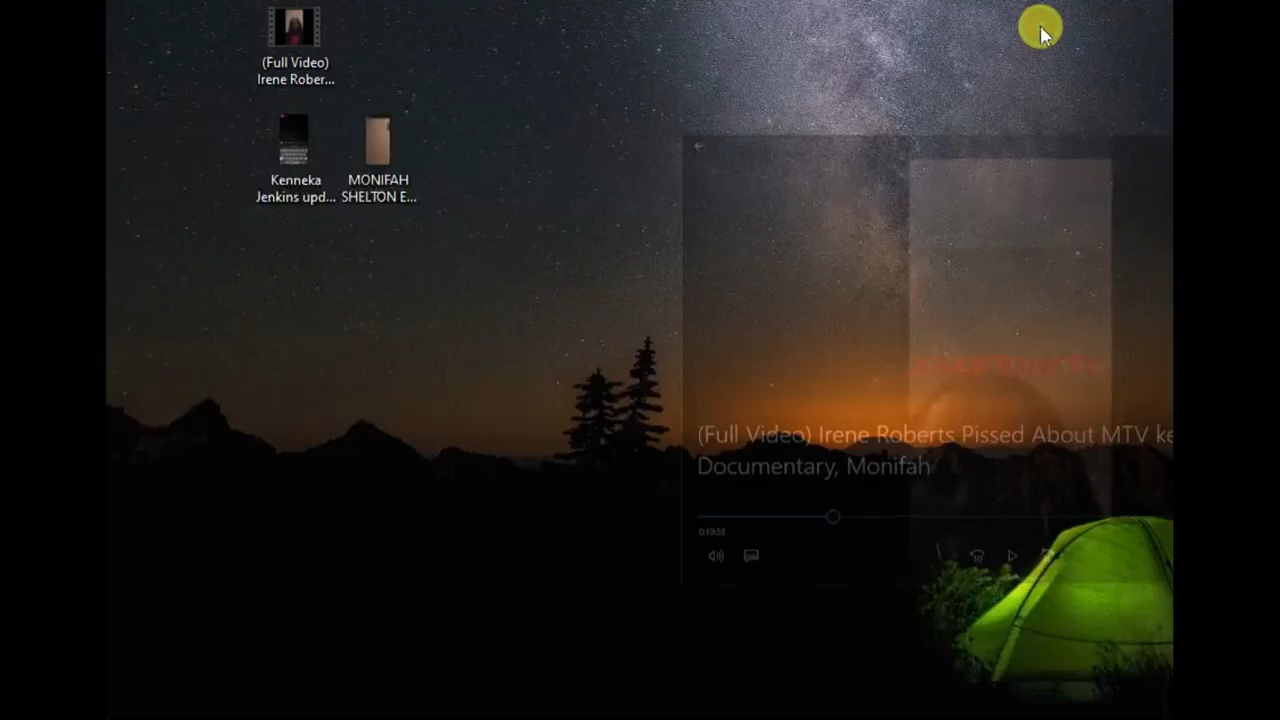 (Full Video)
Irene Rober...
Kenneka
Jenkins upd...
MONIFAH
SHELTON E...
(Full Video) Irene Roberts Pissed About MTV ke
Documentary, Monifah
0:10:58
10